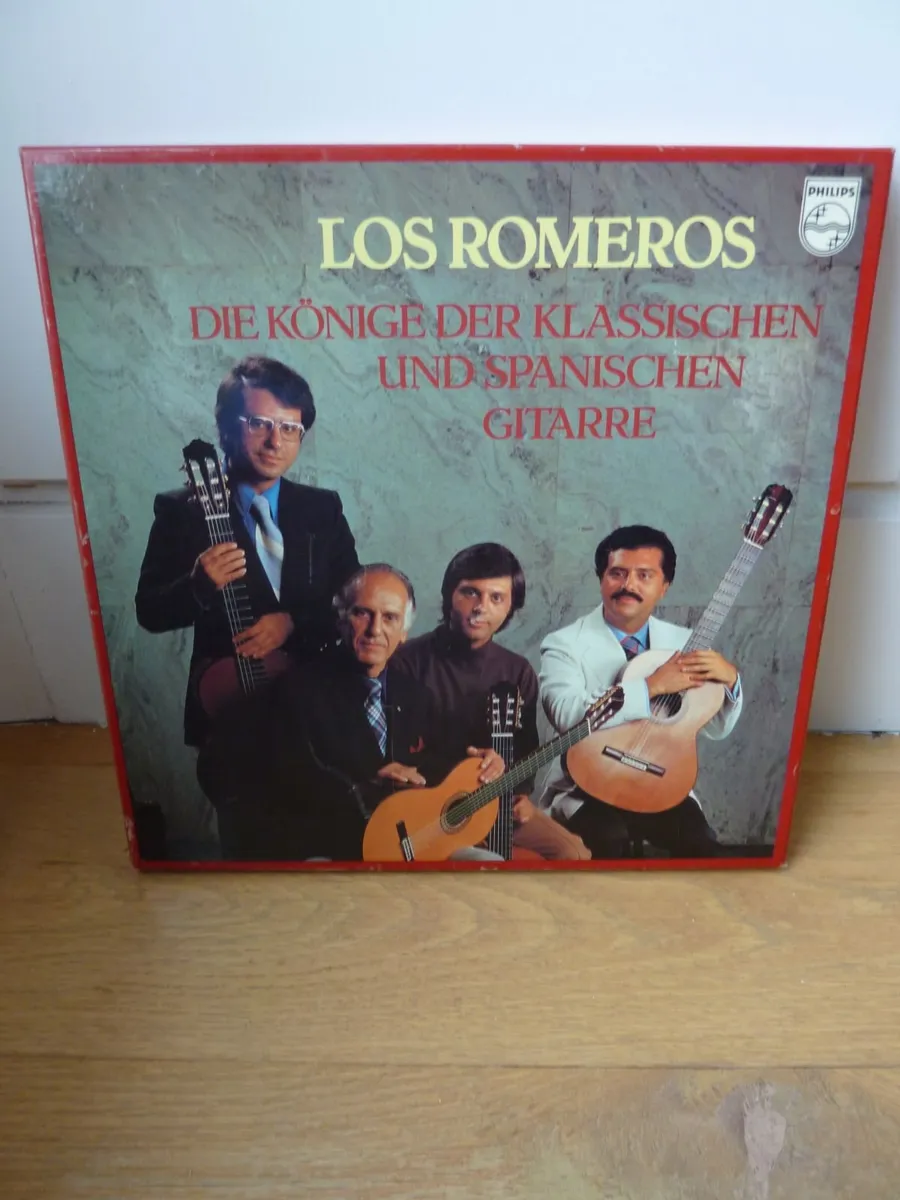 PHILIPS
LOS ROMEROS
DIE KÖNIGE DER KLASSISCHEN
UND SPANISCHEN
GITARRE